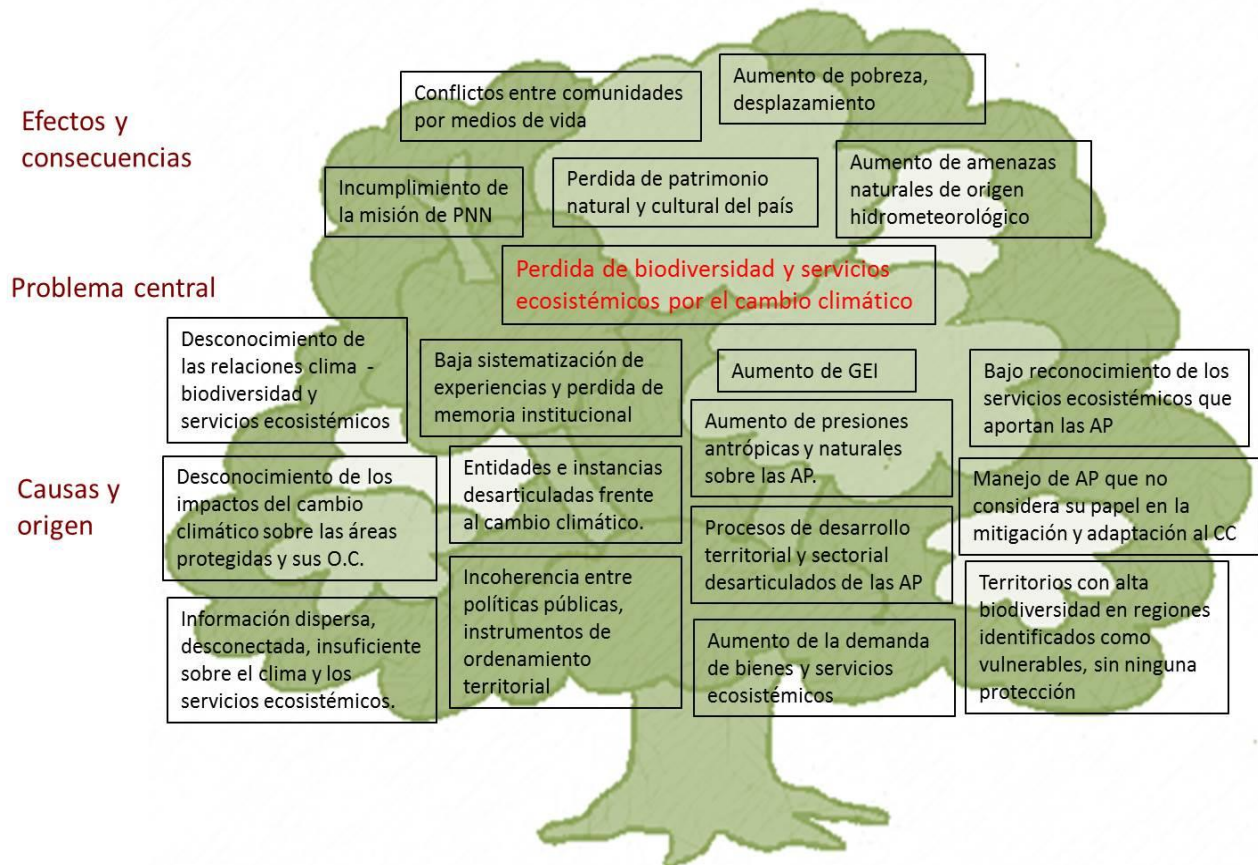 Efectos y
consecuencias
Conflictos entre comunidades
por medios de vida
Aumento de pobreza,
desplazamiento
Incumplimiento de
la misión de PNN
Perdida de patrimonio
natural y cultural del país
Aumento de amenazas
naturales de origen
hidrometeorológico
Problema central
Perdida de biodiversidad y servicios
ecosistémicos por el cambio climático
Causas y
origen
Desconocimiento de
las relaciones clima -
biodiversidad y
servicios ecosistémicos
Desconocimiento de los
impactos del cambio
climático sobre las áreas
protegidas y sus O.C.
Información dispersa,
desconectada, insuficiente
sobre el clima y los
servicios ecosistémicos.
Baja sistematización de
experiencias y perdida de
memoria institucional
Entidades e instancias
desarticuladas frente
al cambio climático.
Incoherencia entre
políticas públicas,
instrumentos de
ordenamiento
territorial
Aumento de GEI
Aumento de presiones
antrópicas y naturales
sobre las AP.
Procesos de desarrollo
territorial y sectorial
desarticulados de las AP
Aumento de la demanda
de bienes y servicios
ecosistémicos
Bajo reconocimiento de los
servicios ecosistémicos que
aportan las AP
Manejo de AP que no
considera su papel en la
mitigación y adaptación al CC
Territorios con alta
biodiversidad en regiones
identificados como
vulnerables, sin ninguna
protección